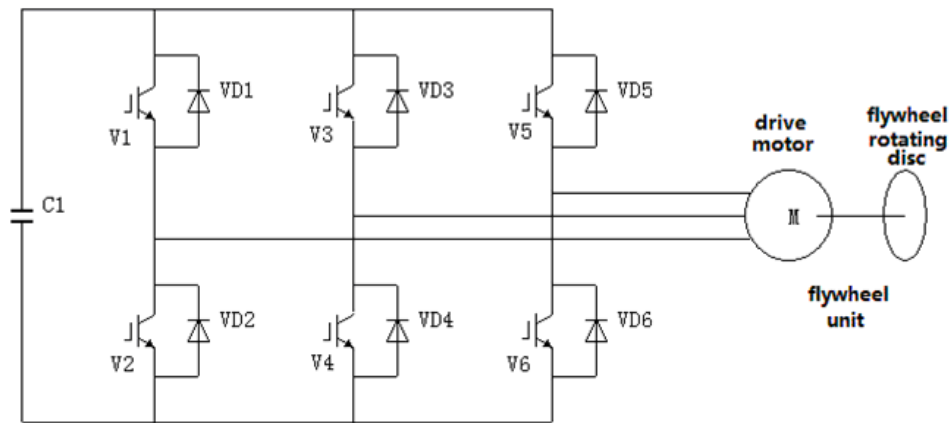 VD1
VD3
VD5
V1
V3
V5
drive
motor
flywheel
rotating
disc
C1
M
VD2
VD4
VD6
V2
V4
V6
flywheel
unit